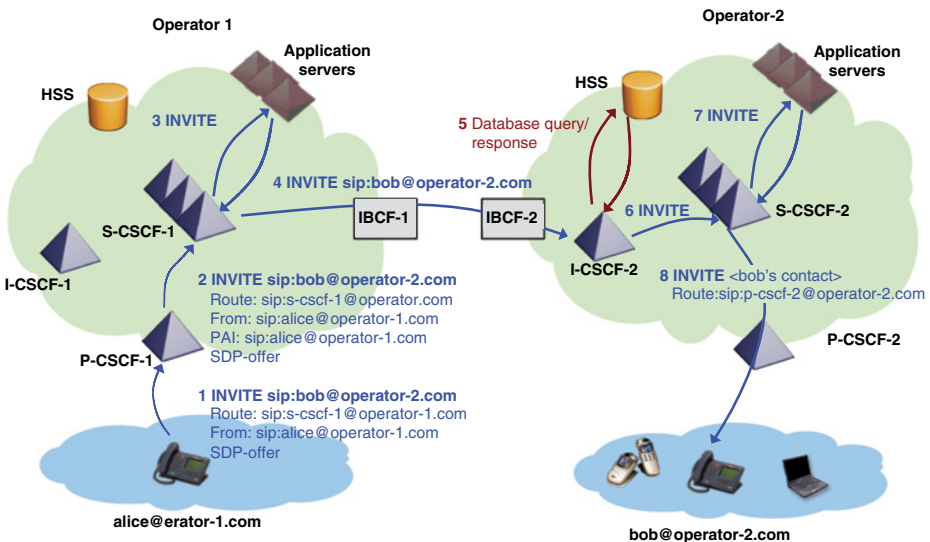 Operator 1
Operator-2
Application
servers
Application
servers
HSS
HSS
3 INVITE
5 Database query/
response
7 INVITE
4 INVITE sip:bob@operator-2.com
IBCF-1
IBCF-2
6 INVITE
S-CSCF-1
S-CSCF-2
I-CSCF-1
I-CSCF-2
2 INVITE sip:bob@operator-2.com
Route: sip:s-cscf-1@operator.com
From: sip:alice@operator-1.com
PAI: sip:alice@operator-1.com
SDP-offer
8 INVITE <bob's contact>
Route:sip:p-cscf-2@operator-2.com
P-CSCF-1
P-CSCF-2
1 INVITE sip:bob@operator-2.com
Route: sip:s-cscf-1@operator-1.com
From: sip:alice@operator-1.com
SDP-offer
alice@erator-1.com
bob@operator-2.com